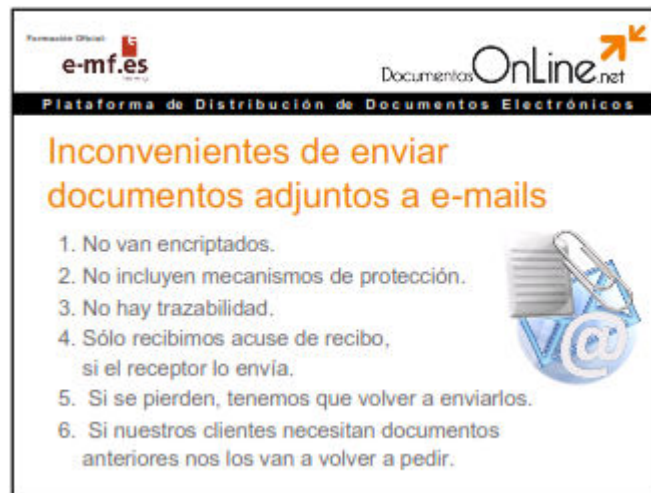 Formación Oficial:
e-mf.es
Documentos OnLine.net
Plataforma de Distribución de Documentos Electrónicos
Inconvenientes de enviar
documentos adjuntos a e-mails
1. No van encriptados.
2. No incluyen mecanismos de protección.
3. No hay trazabilidad.
4. Sólo recibimos acuse de recibo,
si el receptor lo envía.
5. Si se pierden, tenemos que volver a enviarlos.
6. Si nuestros clientes necesitan documentos
anteriores nos los van a volver a pedir.
@